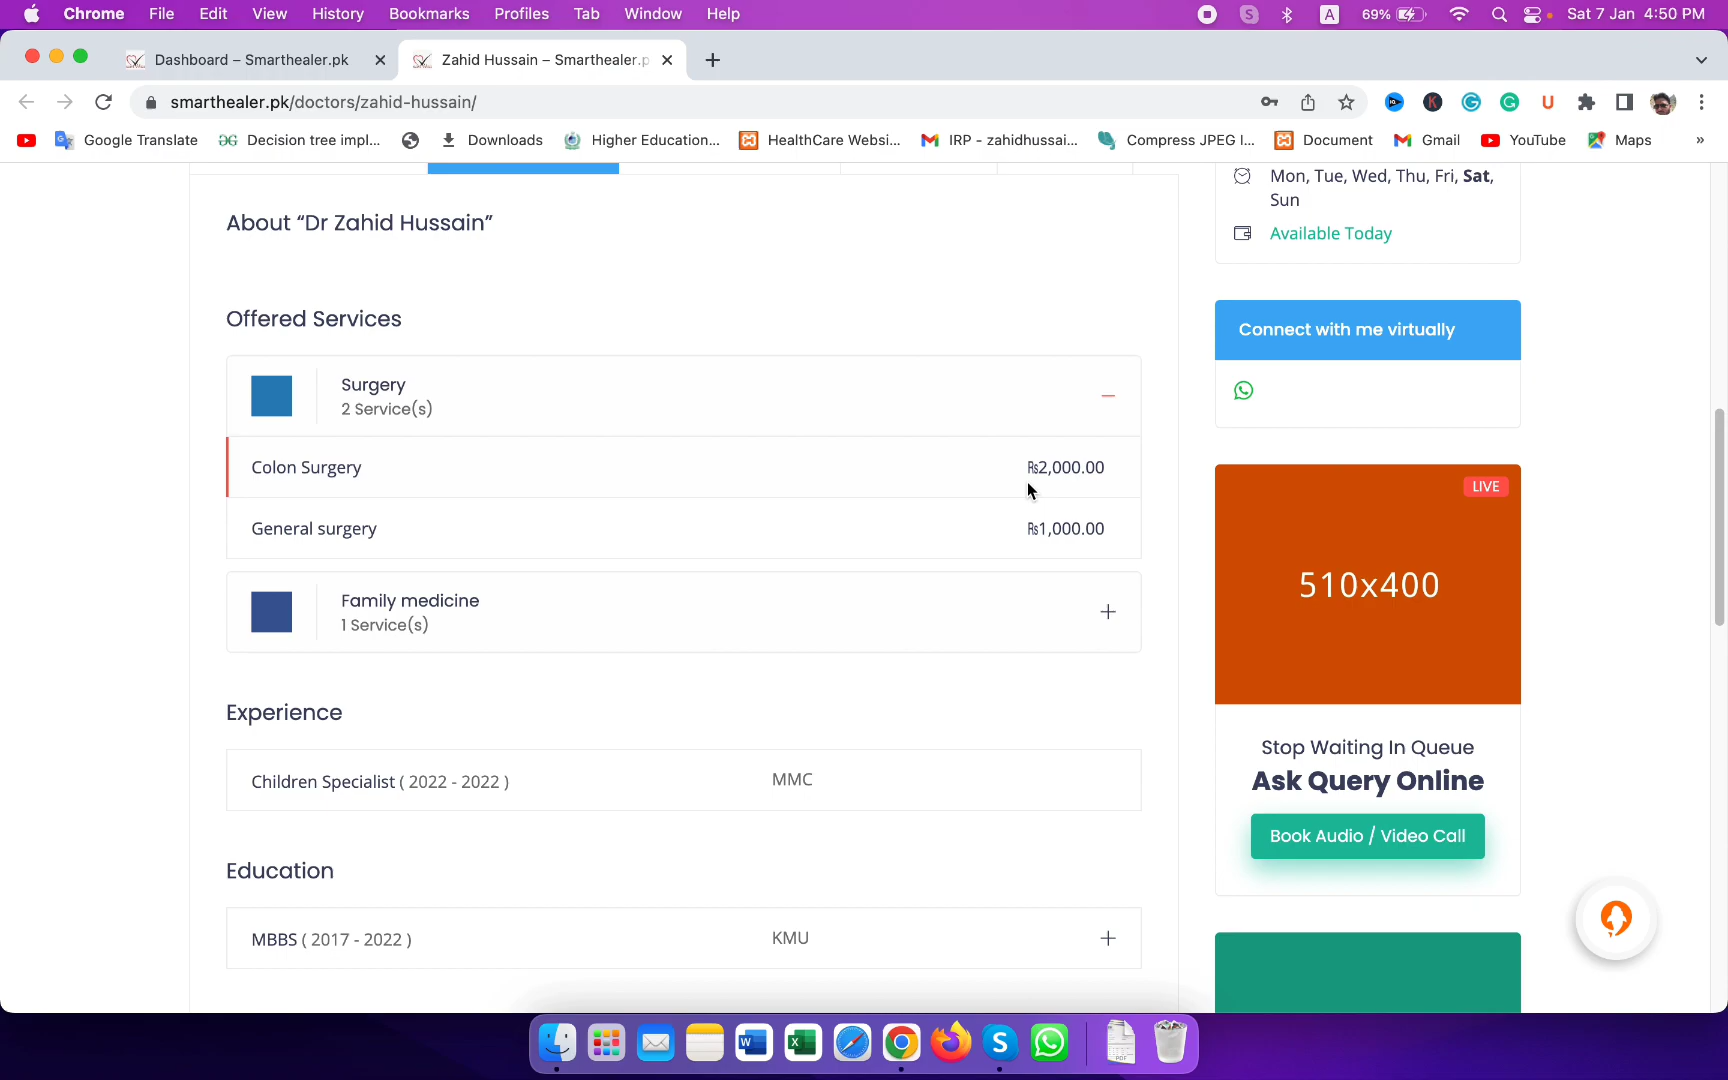 Chrome File Edit View History Bookmarks Profiles Tab Window Help
A 69% Sat 7 Jan 4:50 PM
Dashboard – Smarthealer.pk
Zahid Hussain – Smarthealer.p
smarthealer.pk/doctors/zahid-hussain/
Google Translate
Decision tree impl...
Downloads
Higher Education...
HealthCare Websi...
IRP - zahidhussai...
Compress JPEG I...
Document
Gmail
YouTube
Maps
»
About “Dr Zahid Hussain”
Offered Services
Surgery
2 Service(s)
Colon Surgery ₨2,000.00
General surgery ₨1,000.00
Family medicine
1 Service(s)
Experience
Children Specialist ( 2022 - 2022 ) MMC
Education
MBBS ( 2017 - 2022 ) KMU
Mon, Tue, Wed, Thu, Fri, Sat,
Sun
Available Today
Connect with me virtually
LIVE
510x400
Stop Waiting In Queue
Ask Query Online
Book Audio / Video Call